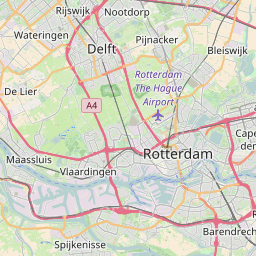 Rijswijk
Nootdorp
Wateringen
Pijnacker
Delft
Bleiswijk
Rotterdam
The Hague
Airport
De Lier
A4
Cape
den
Maassluis
Rotterdam
Vlaardingen
Barendrec
Spijkenisse